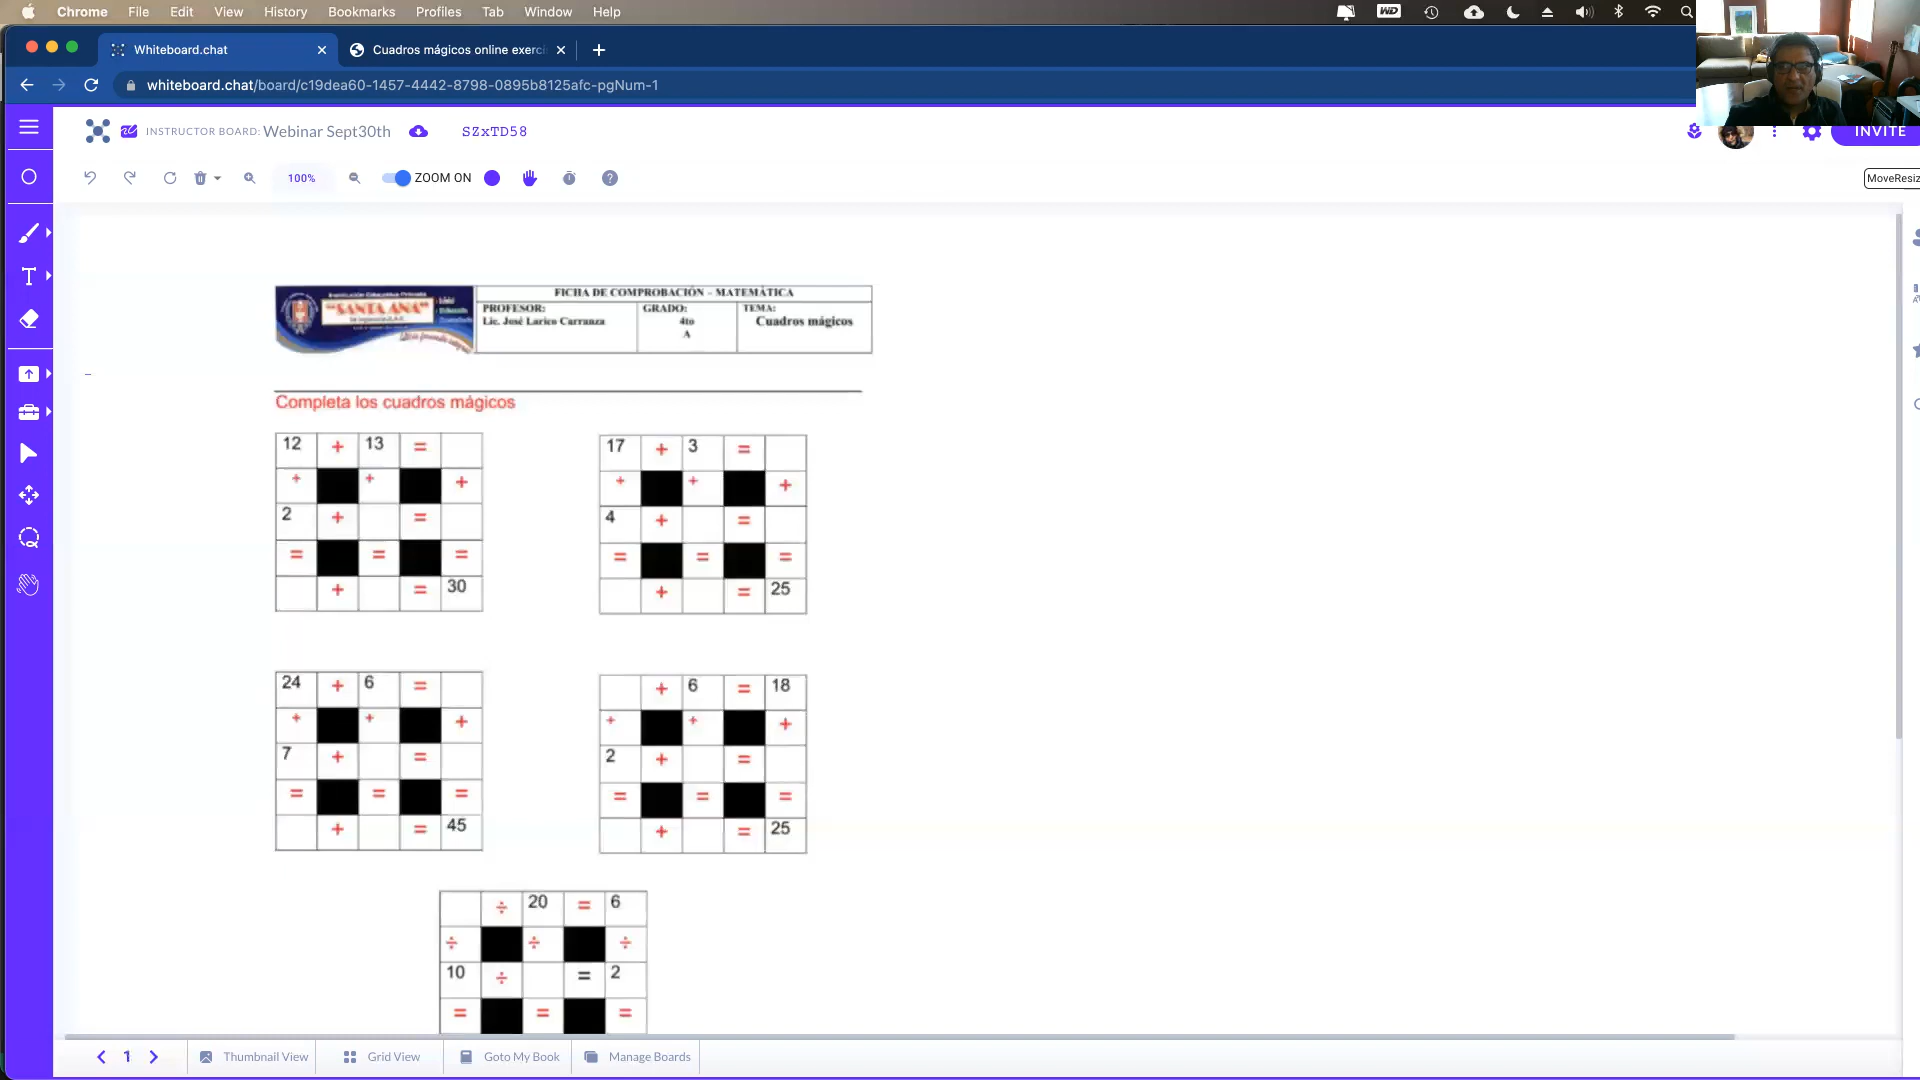 Chrome File Edit View History Bookmarks Profiles Tab Window Help
WD
Whiteboard.chat
Cuadros mágicos online exerci
whiteboard.chat/board/c19dea60-1457-4442-8798-0895b8125afc-pgNum-1
INSTRUCTOR BOARD: Webinar Sept30th SZxTD58
INVITE
100% ZOOM ON
MoveResiz
"SANTA ANA"
FICHA DE COMPROBACIÓN – MATEMÁTICA
PROFESOR: GRADO: TEMA:
Lic. José Larico Carranza 4to Cuadros mágicos
A
Completa los cuadros mágicos
12 + 13 =
+ + +
2 + =
= = =
+ = 30
17 + 3 =
+ + +
4 + =
= = =
+ = 25
24 + 6 =
+ + +
7 + =
= = =
+ = 45
+ 6 = 18
+ + +
2 + =
= = =
+ = 25
÷ 20 = 6
÷ ÷ ÷
10 ÷ = 2
= = =
1 Thumbnail View Grid View Goto My Book Manage Boards